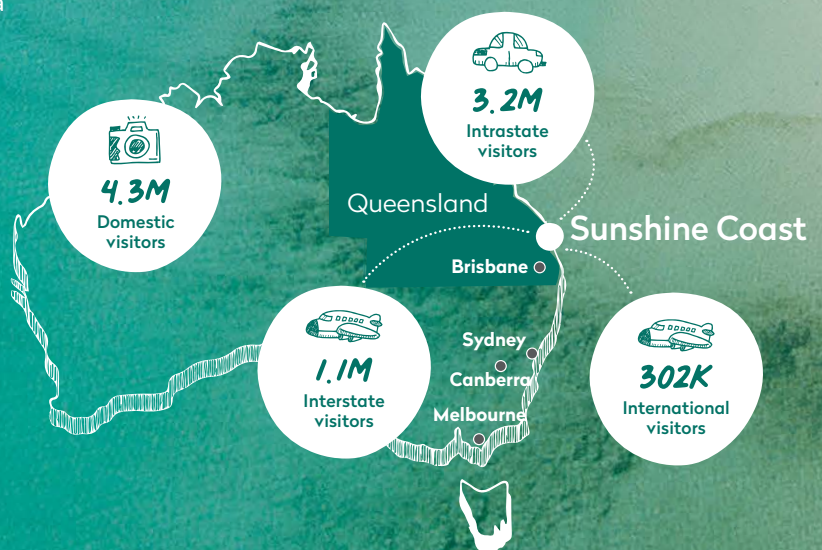 3.2M
Intrastate
visitors
4.3M
Domestic
visitors
Queensland
Sunshine Coast
Brisbane
1.1M
Interstate
visitors
Sydney
Canberra
Melbourne
302K
International
visitors